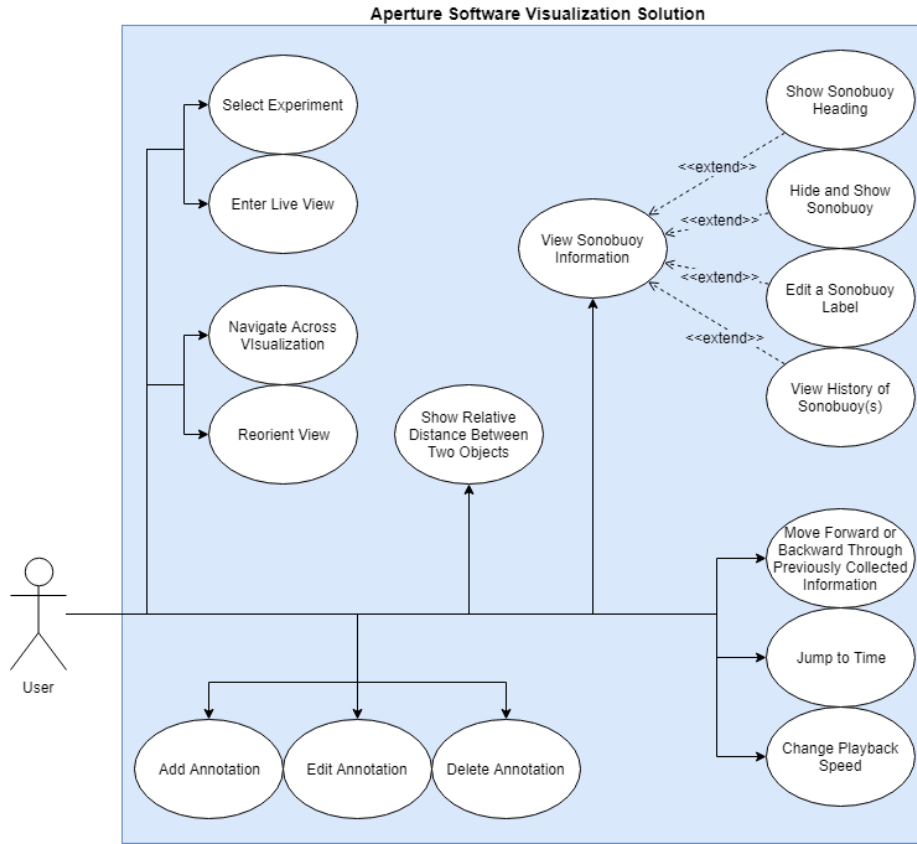 Aperture Software Visualization Solution
Select Experiment
Enter Live View
Navigate Across
VIsualization
Reorient View
Show Relative
Distance Between
Two Objects
View Sonobuoy
Information
Show Sonobuoy
Heading
<<extend>>
Hide and Show
Sonobuoy
<<extend>>
Edit a Sonobuoy
Label
<<extend>>
View History of
Sonobuoy(s)
<<extend>>
Move Forward or
Backward Through
Previously Collected
Information
Jump to Time
Change Playback
Speed
User
Add Annotation
Edit Annotation
Delete Annotation